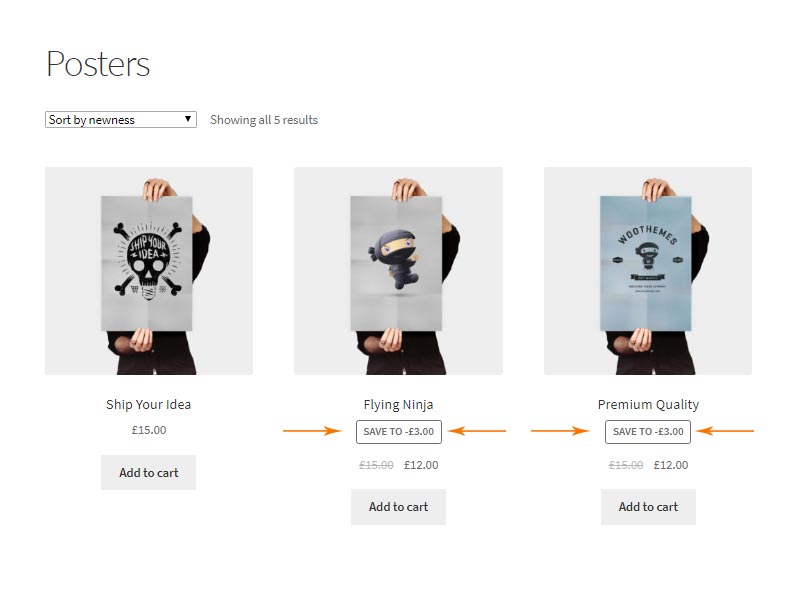 Posters
Sort by newness
Showing all 5 results
SHIP YOUR
IDEA
WOOTHEMES
Ship Your Idea
£15.00
Add to cart
Flying Ninja
SAVE TO -£3.00
£15.00 £12.00
Add to cart
Premium Quality
SAVE TO -£3.00
£15.00 £12.00
Add to cart